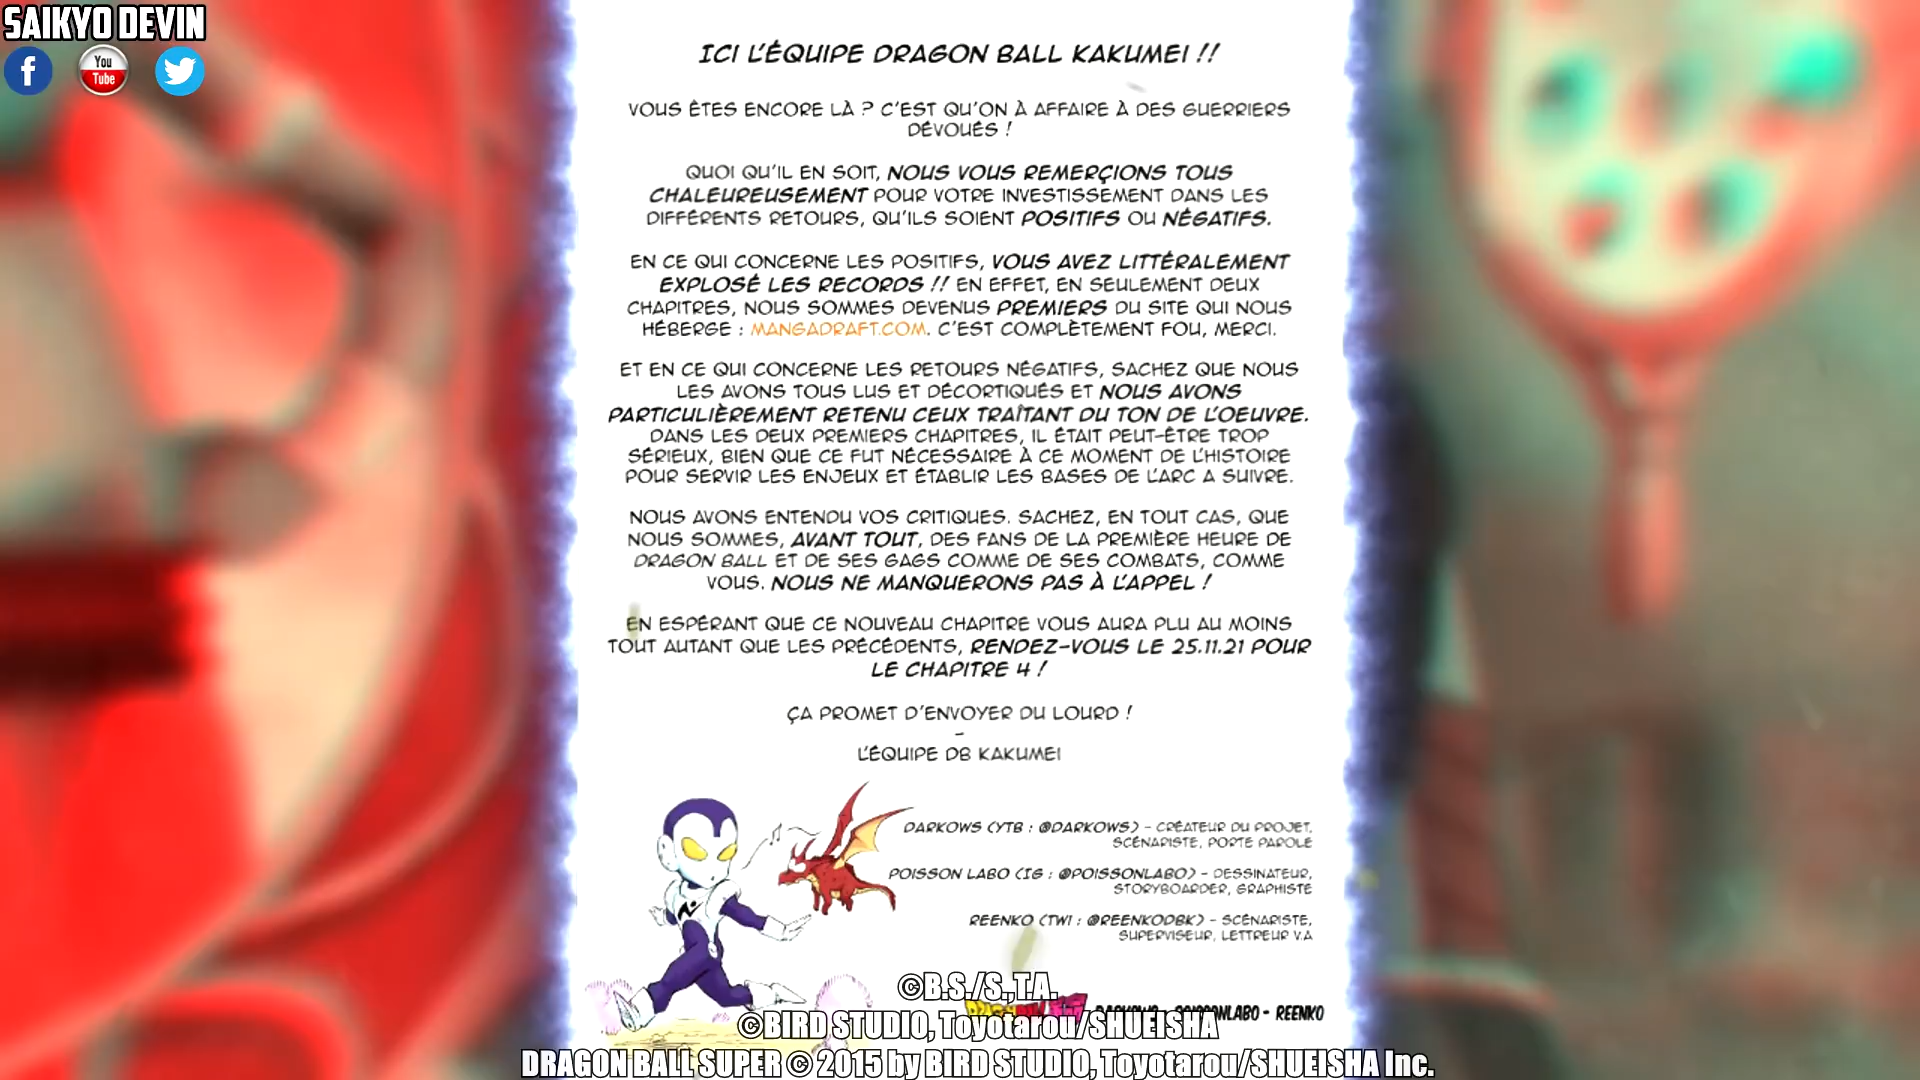 SAIKYO DEVIN
f
You
Tube
ICI L'ÉQUIPE DRAGON BALL KAKUMEI !!
VOUS ÊTES ENCORE LÀ ? C'EST QU'ON À AFFAIRE À DES GUERRIERS
DÉVOUÉS !
QUOI QU'IL EN SOIT, NOUS VOUS REMERÇIONS TOUS
CHALEUREUSEMENT POUR VOTRE INVESTISSEMENT DANS LES
DIFFÉRENTS RETOURS, QU'ILS SOIENT POSITIFS OU NÉGATIFS.
EN CE QUI CONCERNE LES POSITIFS, VOUS AVEZ LITTÉRALEMENT
EXPLOSÉ LES RECORDS !! EN EFFET, EN SEULEMENT DEUX
CHAPITRES, NOUS SOMMES DEVENUS PREMIERS DU SITE QUI NOUS
HÉBERGE : MANGADRAFT.COM. C'EST COMPLÈTEMENT FOU, MERCI.
ET EN CE QUI CONCERNE LES RETOURS NÉGATIFS, SACHEZ QUE NOUS
LES AVONS TOUS LUS ET DÉCORTIQUÉS ET NOUS AVONS
PARTICULIÈREMENT RETENU CEUX TRAÎTANT DU TON DE L'OEUVRE.
DANS LES DEUX PREMIERS CHAPITRES, IL ÉTAIT PEUT-ÊTRE TROP
SÉRIEUX, BIEN QUE CE FUT NÉCESSAIRE À CE MOMENT DE L'HISTOIRE
POUR SERVIR LES ENJEUX ET ÉTABLIR LES BASES DE L'ARC A SUIVRE.
NOUS AVONS ENTENDU VOS CRITIQUES. SACHEZ, EN TOUT CAS, QUE
NOUS SOMMES, AVANT TOUT, DES FANS DE LA PREMIÈRE HEURE DE
DRAGON BALL ET DE SES GAGS COMME DE SES COMBATS, COMME
VOUS. NOUS NE MANQUERONS PAS À L'APPEL !
EN ESPÉRANT QUE CE NOUVEAU CHAPITRE VOUS AURA PLU AU MOINS
TOUT AUTANT QUE LES PRÉCÉDENTS, RENDEZ-VOUS LE 25.11.21 POUR
LE CHAPITRE 4 !
ÇA PROMET D'ENVOYER DU LOURD !
-
L'ÉQUIPE DB KAKUMEI
DARKOWS (YTB : @DARKOWS) - CRÉATEUR DU PROJET,
SCÉNARISTE, PORTE PAROLE
POISSON LABO (IG : @POISSONLABO) - DESSINATEUR,
STORYBOARDER, GRAPHISTE
REENKO (TWI : @REENKODBK) - SCÉNARISTE,
SUPERVISEUR, LETTREUR V.A
DARKOWS - POISSONLABO - REENKO
©B.S./S.,T.A.
©BIRD STUDIO, Toyotarou/SHUEISHA
DRAGON BALL SUPER © 2015 by BIRD STUDIO, Toyotarou/SHUEISHA Inc.